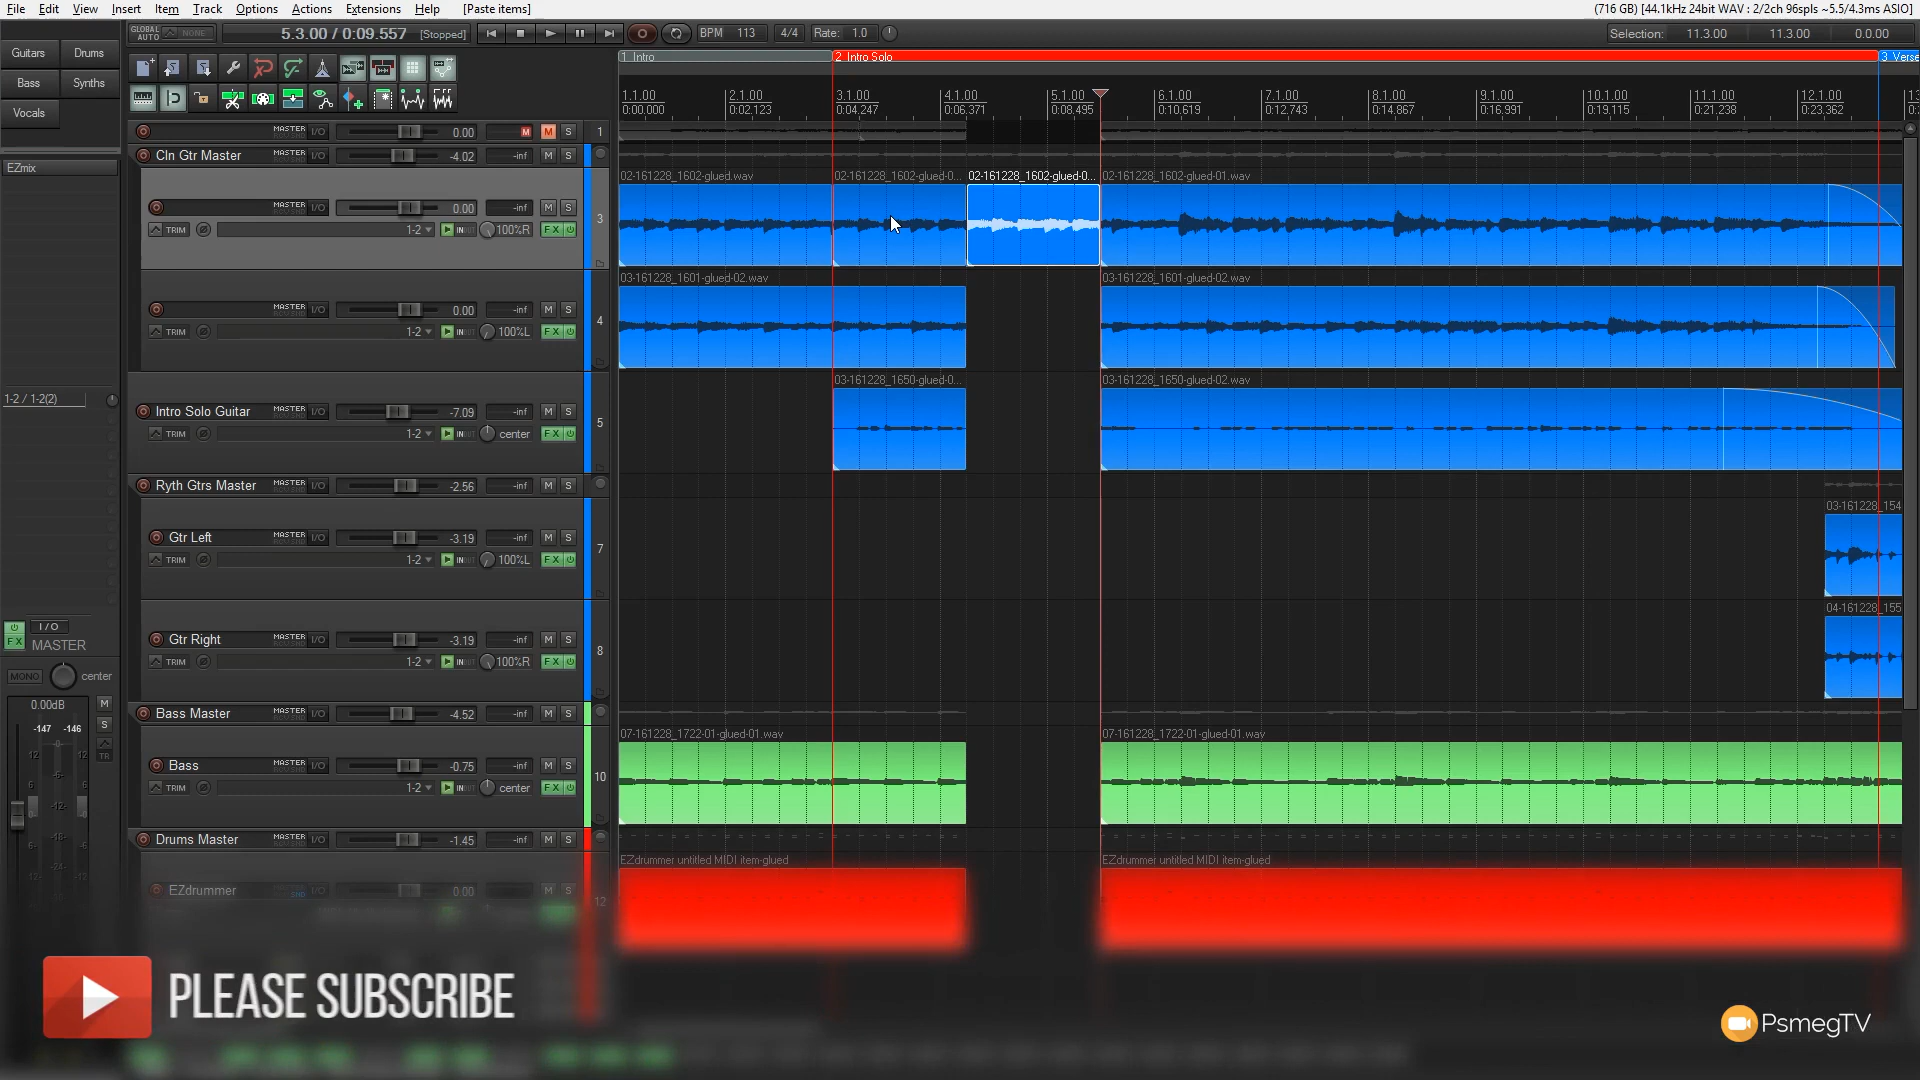 File Edit View Insert Item Track Options Actions Extensions Help [Paste items]
(716 GB) [44.1kHz 24bit WAV : 2/2ch 96spls ~5.5/4.3ms ASIO]
GLOBAL AUTO NONE
5.3.00 / 0:09.557 [Stopped]
BPM 113 4/4 Rate: 1.0
Selection: 11.3.00 11.3.00 0.0.00
Guitars Drums
Bass Synths
Vocals
EZmix
1 Intro 2 Intro Solo 3 Verse
1.1.00 2.1.00 3.1.00 4.1.00 5.1.00 6.1.00 7.1.00 8.1.00 9.1.00 10.1.00 11.1.00 12.1.00
0:00.000 0:02.123 0:04.247 0:06.371 0:08.495 0:10.619 0:12.743 0:14.867 0:16.991 0:19.115 0:21.238 0:23.362
MASTER I/O 0.00 M M S 1
Cln Gtr Master MASTER I/O -4.02 -inf M S
02-161228_1602-glued.wav 02-161228_1602-glued-0... 02-161228_1602-glued-0... 02-161228_1602-glued-01.wav
MASTER I/O 0.00 -inf M S 3
TRIM 1-2 IN 100%R FX
03-161228_1601-glued-02.wav 03-161228_1601-glued-02.wav
MASTER I/O 0.00 -inf M S 4
TRIM 1-2 IN 100%L FX
03-161228_1650-glued-0... 03-161228_1650-glued-02.wav
1-2 / 1-2(2)
Intro Solo Guitar MASTER I/O -7.09 -inf M S 5
TRIM 1-2 IN center FX
Ryth Gtrs Master MASTER I/O -2.56 -inf M S
03-161228_154
Gtr Left MASTER I/O -3.19 -inf M S 7
TRIM 1-2 IN 100%L FX
04-161228_155
Gtr Right MASTER I/O -3.19 -inf M S 8
TRIM 1-2 IN 100%R FX
I/O
FX MASTER
MONO center
0.00dB M
S
-147 -146
TR
Bass Master MASTER I/O -4.52 -inf M S
07-161228_1722-01-glued-01.wav 07-161228_1722-01-glued-01.wav
Bass MASTER I/O -0.75 -inf M S 10
TRIM 1-2 IN center FX
Drums Master MASTER I/O -1.45 -inf M S
EZdrummer untitled MIDI item-glued EZdrummer untitled MIDI item-glued
EZdrummer MASTER I/O 0.00 -inf M S 12
PLEASE SUBSCRIBE
PsmegTV